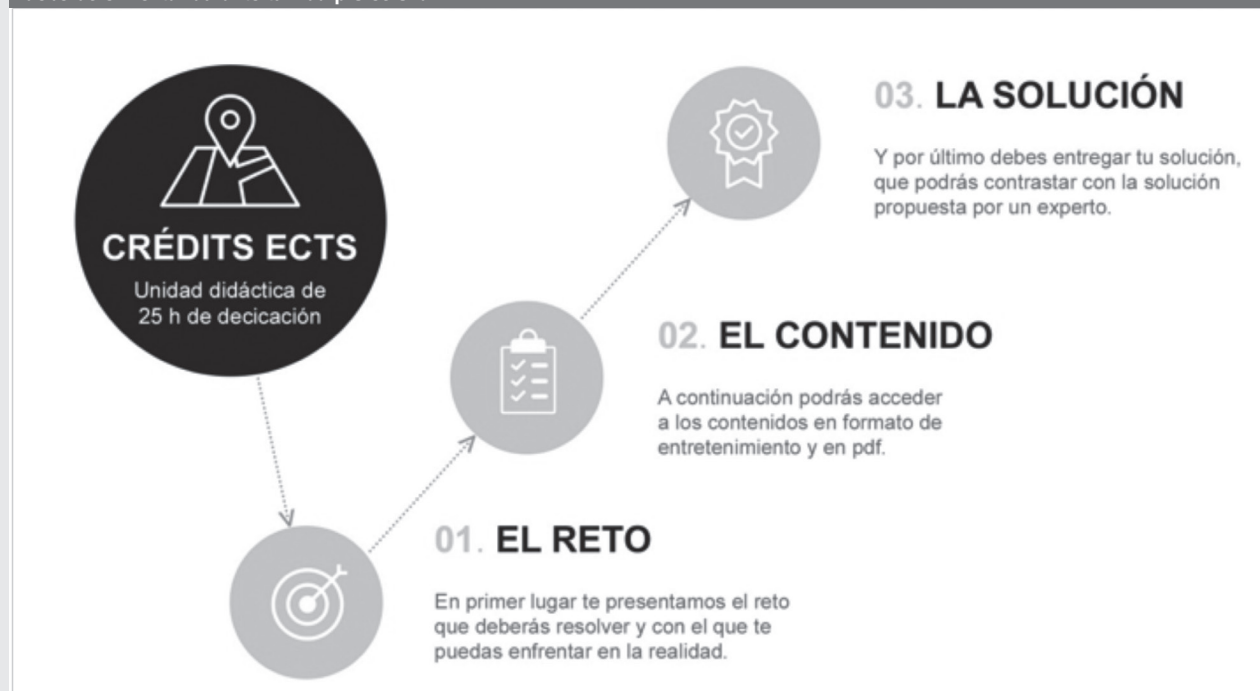 CRÉDITS ECTS
Unidad didáctica de
25 h de decicación
03. LA SOLUCIÓN
Y por último debes entregar tu solución,
que podrás contrastar con la solución
propuesta por un experto.
02. EL CONTENIDO
A continuación podrás acceder
a los contenidos en formato de
entretenimiento y en pdf.
01. EL RETO
En primer lugar te presentamos el reto
que deberás resolver y con el que te
puedas enfrentar en la realidad.